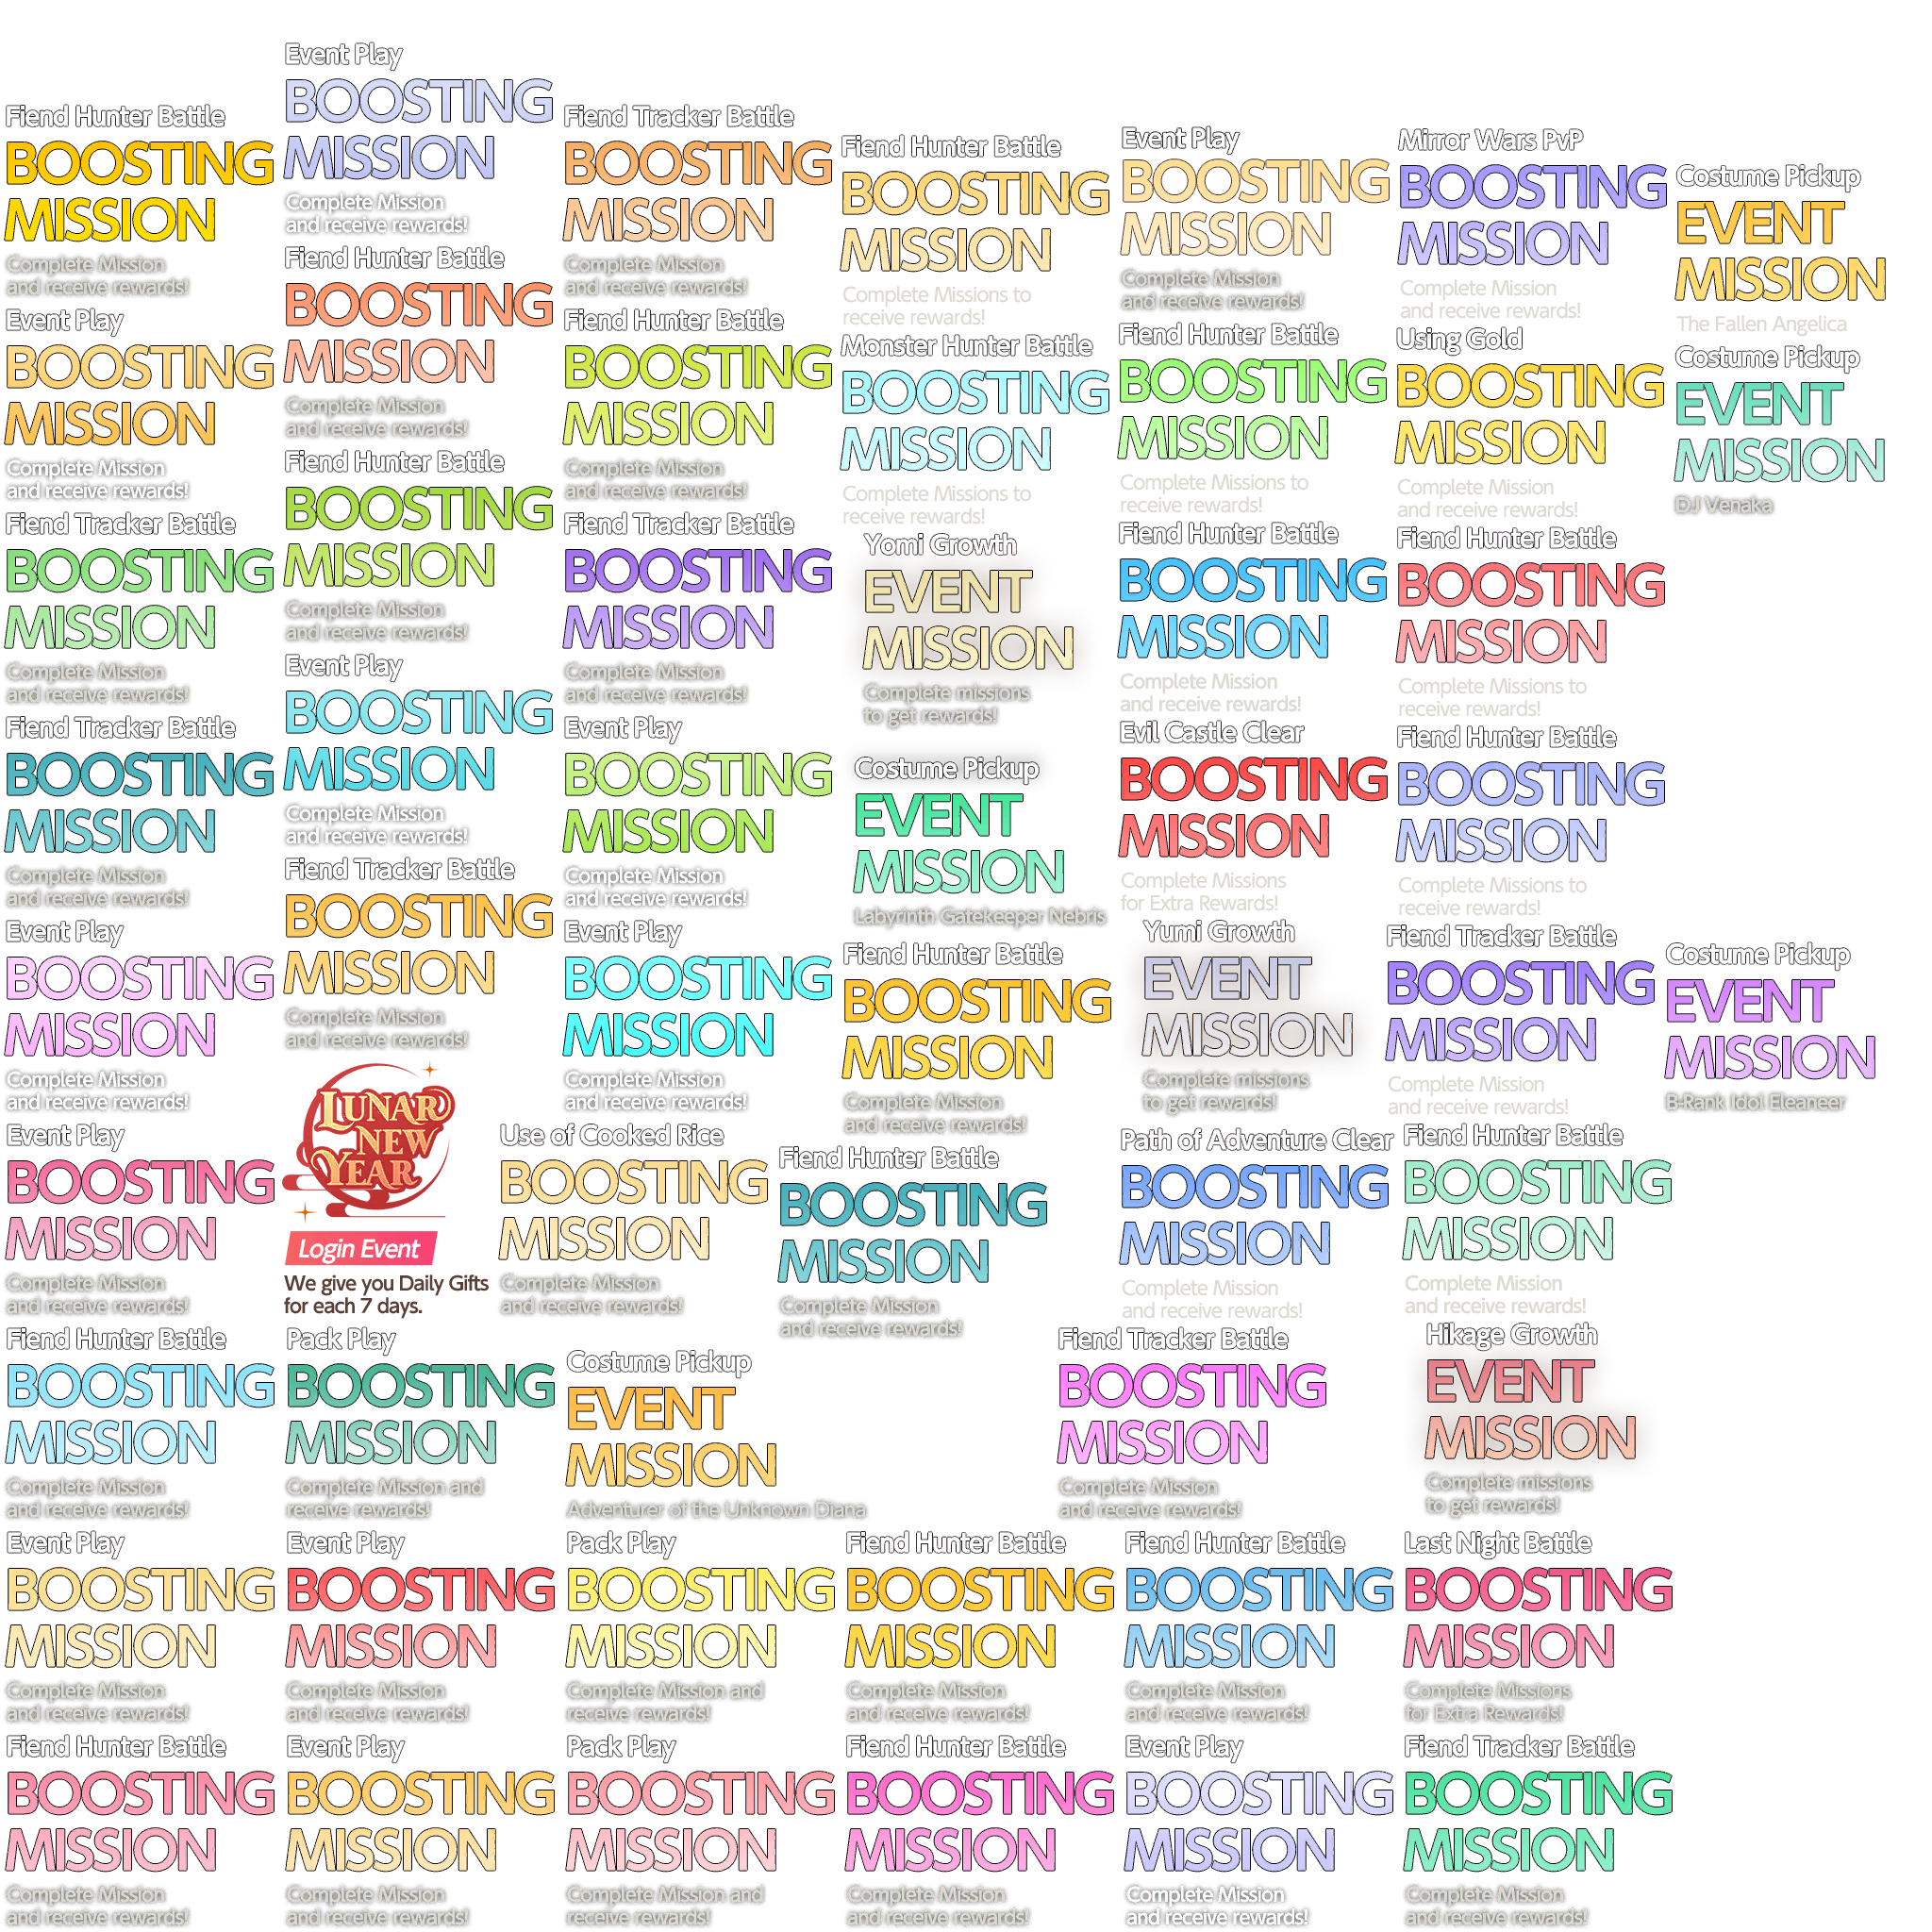 Fiend Hunter Battle
BOOSTING
MISSION
Complete Mission
and receive rewards!
Event Play
BOOSTING
MISSION
Complete Mission
and receive rewards!
Fiend Tracker Battle
BOOSTING
MISSION
Complete Mission
and receive rewards!
Fiend Tracker Battle
BOOSTING
MISSION
Complete Mission
and receive rewards!
Event Play
BOOSTING
MISSION
Complete Mission
and receive rewards!
Event Play
BOOSTING
MISSION
Complete Mission
and receive rewards!
Fiend Hunter Battle
BOOSTING
MISSION
Complete Mission
and receive rewards!
Event Play
BOOSTING
MISSION
Complete Mission
and receive rewards!
Fiend Hunter Battle
BOOSTING
MISSION
Complete Mission
and receive rewards!
Event Play
BOOSTING
MISSION
Complete Mission
and receive rewards!
Fiend Hunter Battle
BOOSTING
MISSION
Complete Mission
and receive rewards!
Fiend Hunter Battle
BOOSTING
MISSION
Complete Mission
and receive rewards!
Event Play
BOOSTING
MISSION
Complete Mission
and receive rewards!
Fiend Tracker Battle
BOOSTING
MISSION
Complete Mission
and receive rewards!
LUNAR
NEW
YEAR
Login Event
We give you Daily Gifts
for each 7 days.
Pack Play
BOOSTING
MISSION
Complete Mission and
receive rewards!
Event Play
BOOSTING
MISSION
Complete Mission
and receive rewards!
Event Play
BOOSTING
MISSION
Complete Mission
and receive rewards!
Fiend Tracker Battle
BOOSTING
MISSION
Complete Mission
and receive rewards!
Fiend Hunter Battle
BOOSTING
MISSION
Complete Mission
and receive rewards!
Fiend Tracker Battle
BOOSTING
MISSION
Complete Mission
and receive rewards!
Event Play
BOOSTING
MISSION
Complete Mission
and receive rewards!
Event Play
BOOSTING
MISSION
Complete Mission
and receive rewards!
Use of Cooked Rice
BOOSTING
MISSION
Complete Mission
and receive rewards!
Costume Pickup
EVENT
MISSION
Adventurer of the Unknown Diana
Pack Play
BOOSTING
MISSION
Complete Mission and
receive rewards!
Pack Play
BOOSTING
MISSION
Complete Mission and
receive rewards!
Fiend Hunter Battle
BOOSTING
MISSION
Complete Missions to
receive rewards!
Monster Hunter Battle
BOOSTING
MISSION
Complete Missions to
receive rewards!
Yomi Growth
EVENT
MISSION
Complete missions
to get rewards!
Costume Pickup
EVENT
MISSION
Labyrinth Gatekeeper Nebris
Fiend Hunter Battle
BOOSTING
MISSION
Complete Mission
and receive rewards!
Fiend Hunter Battle
BOOSTING
MISSION
Complete Mission
and receive rewards!
Fiend Hunter Battle
BOOSTING
MISSION
Complete Mission
and receive rewards!
Fiend Hunter Battle
BOOSTING
MISSION
Complete Mission
and receive rewards!
Event Play
BOOSTING
MISSION
Complete Mission
and receive rewards!
Fiend Hunter Battle
BOOSTING
MISSION
Complete Missions to
receive rewards!
Fiend Hunter Battle
BOOSTING
MISSION
Complete Mission
and receive rewards!
Evil Castle Clear
BOOSTING
MISSION
Complete Missions
for Extra Rewards!
Yumi Growth
EVENT
MISSION
Complete missions
to get rewards!
Path of Adventure Clear
BOOSTING
MISSION
Complete Mission
and receive rewards!
Fiend Tracker Battle
BOOSTING
MISSION
Complete Mission
and receive rewards!
Fiend Hunter Battle
BOOSTING
MISSION
Complete Mission
and receive rewards!
Event Play
BOOSTING
MISSION
Complete Mission
and receive rewards!
Mirror Wars PvP
BOOSTING
MISSION
Complete Mission
and receive rewards!
Using Gold
BOOSTING
MISSION
Complete Mission
and receive rewards!
Fiend Hunter Battle
BOOSTING
MISSION
Complete Missions to
receive rewards!
Fiend Hunter Battle
BOOSTING
MISSION
Complete Missions to
receive rewards!
Fiend Tracker Battle
BOOSTING
MISSION
Complete Mission
and receive rewards!
Fiend Hunter Battle
BOOSTING
MISSION
Complete Mission
and receive rewards!
Hikage Growth
EVENT
MISSION
Complete missions
to get rewards!
Last Night Battle
BOOSTING
MISSION
Complete Missions
for Extra Rewards!
Fiend Tracker Battle
BOOSTING
MISSION
Complete Mission
and receive rewards!
Costume Pickup
EVENT
MISSION
The Fallen Angelica
Costume Pickup
EVENT
MISSION
DJ Venaka
Costume Pickup
EVENT
MISSION
B-Rank Idol Eleaneer